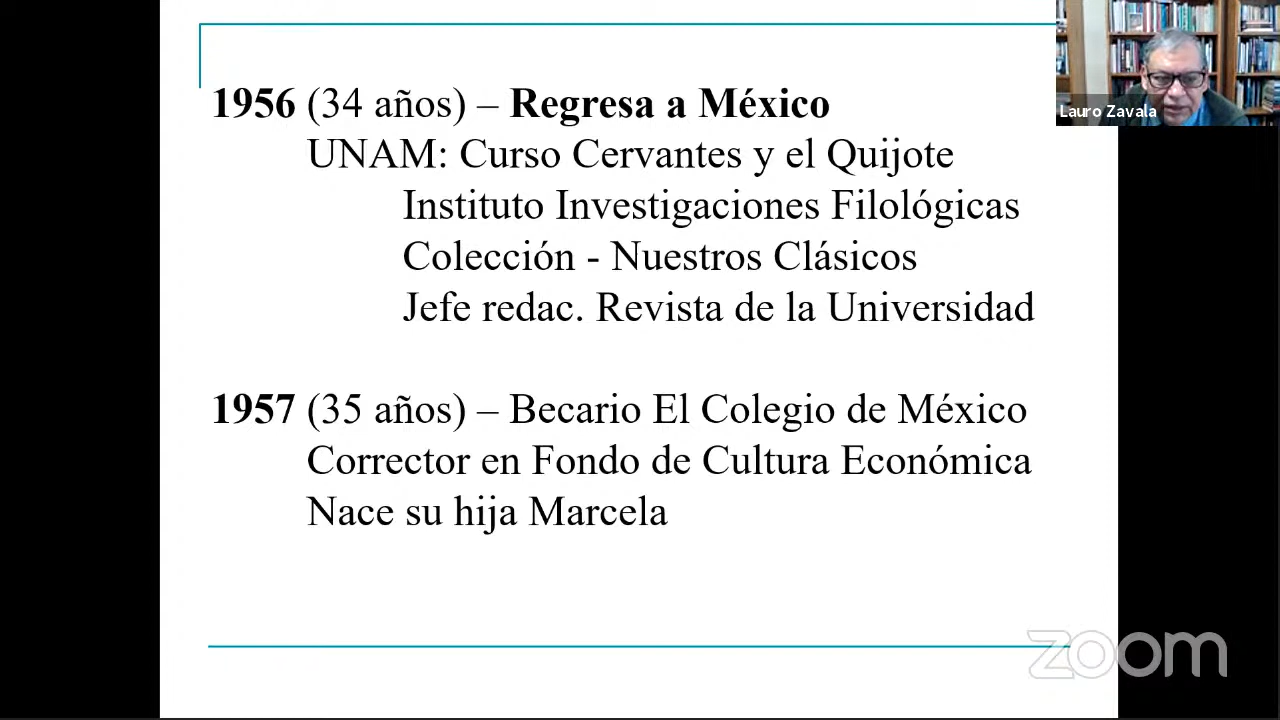 1956 (34 años) – Regresa a México
UNAM: Curso Cervantes y el Quijote
Instituto Investigaciones Filológicas
Colección - Nuestros Clásicos
Jefe redac. Revista de la Universidad
1957 (35 años) – Becario El Colegio de México
Corrector en Fondo de Cultura Económica
Nace su hija Marcela
Lauro Zavala
zoom